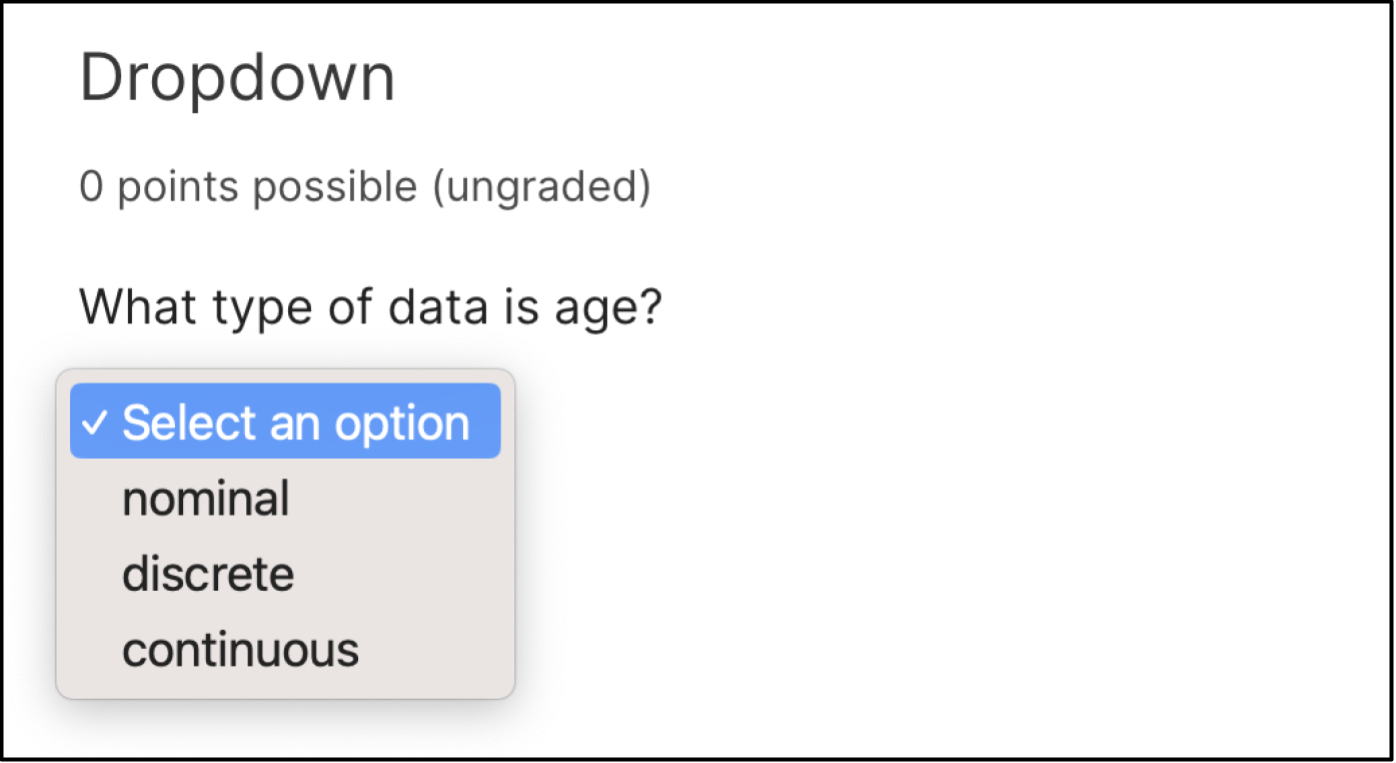 Dropdown
0 points possible (ungraded)
What type of data is age?
✓ Select an option
nominal
discrete
continuous